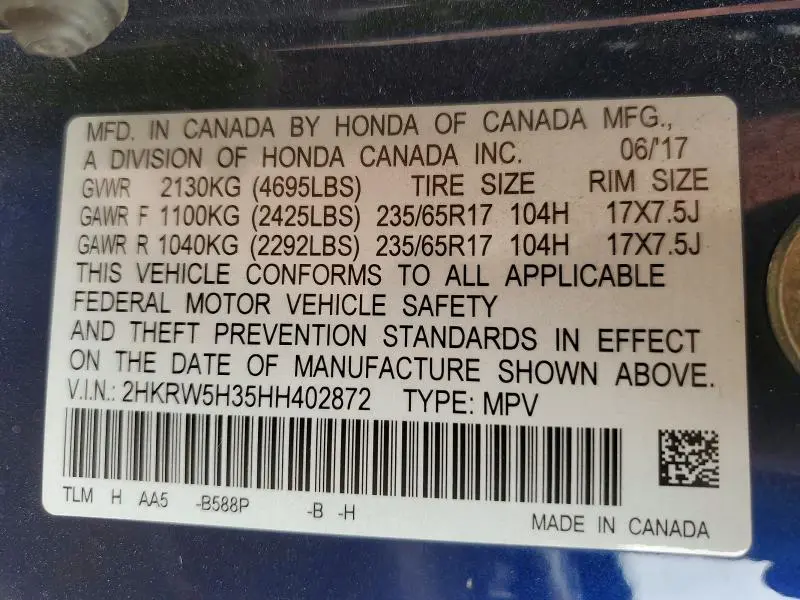 MFD. IN CANADA BY HONDA OF CANADA MFG.,
A DIVISION OF HONDA CANADA INC. 06/'17
GVWR 2130KG (4695LBS) TIRE SIZE RIM SIZE
GAWR F 1100KG (2425LBS) 235/65R17 104H 17X7.5J
GAWR R 1040KG (2292LBS) 235/65R17 104H 17X7.5J
THIS VEHICLE CONFORMS TO ALL APPLICABLE
FEDERAL MOTOR VEHICLE SAFETY
AND THEFT PREVENTION STANDARDS IN EFFECT
ON THE DATE OF MANUFACTURE SHOWN ABOVE.
V.I.N.: 2HKRW5H35HH402872 TYPE: MPV
TLM H AA5 -B588P -B -H
MADE IN CANADA